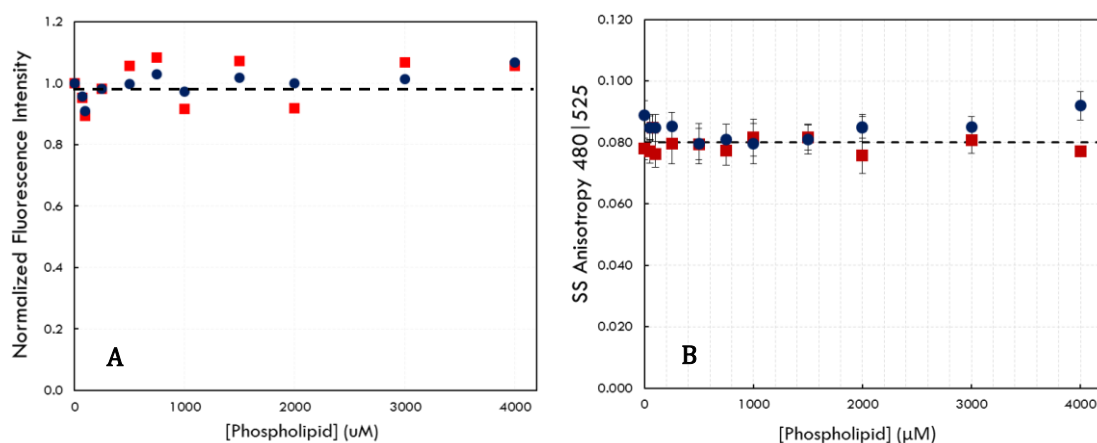 Normalized Fluorescence Intensity
1.2
1.0
0.8
0.6
0.4
0.2
0.0
A
0 1000 2000 3000 4000
[Phospholipid] (uM)
SS Anisotropy 480|525
0.120
0.100
0.080
0.060
0.040
0.020
0.000
B
0 1000 2000 3000 4000
[Phospholipid] (µM)